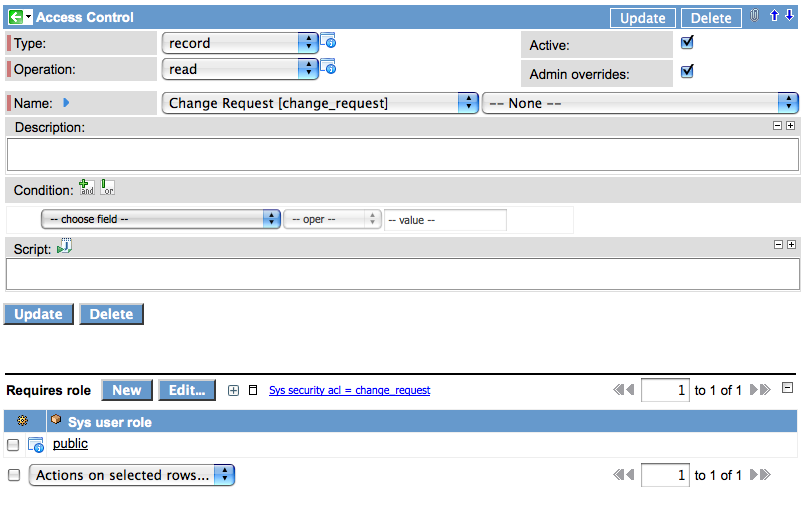 Access Control Update Delete
Type: record Active:
Operation: read Admin overrides:
Name: Change Request [change_request] -- None --
Description:
Condition: and or
-- choose field -- -- oper -- -- value --
Script:
Update Delete
Requires role New Edit... Sys security acl = change_request 1 to 1 of 1
Sys user role
public
Actions on selected rows... 1 to 1 of 1